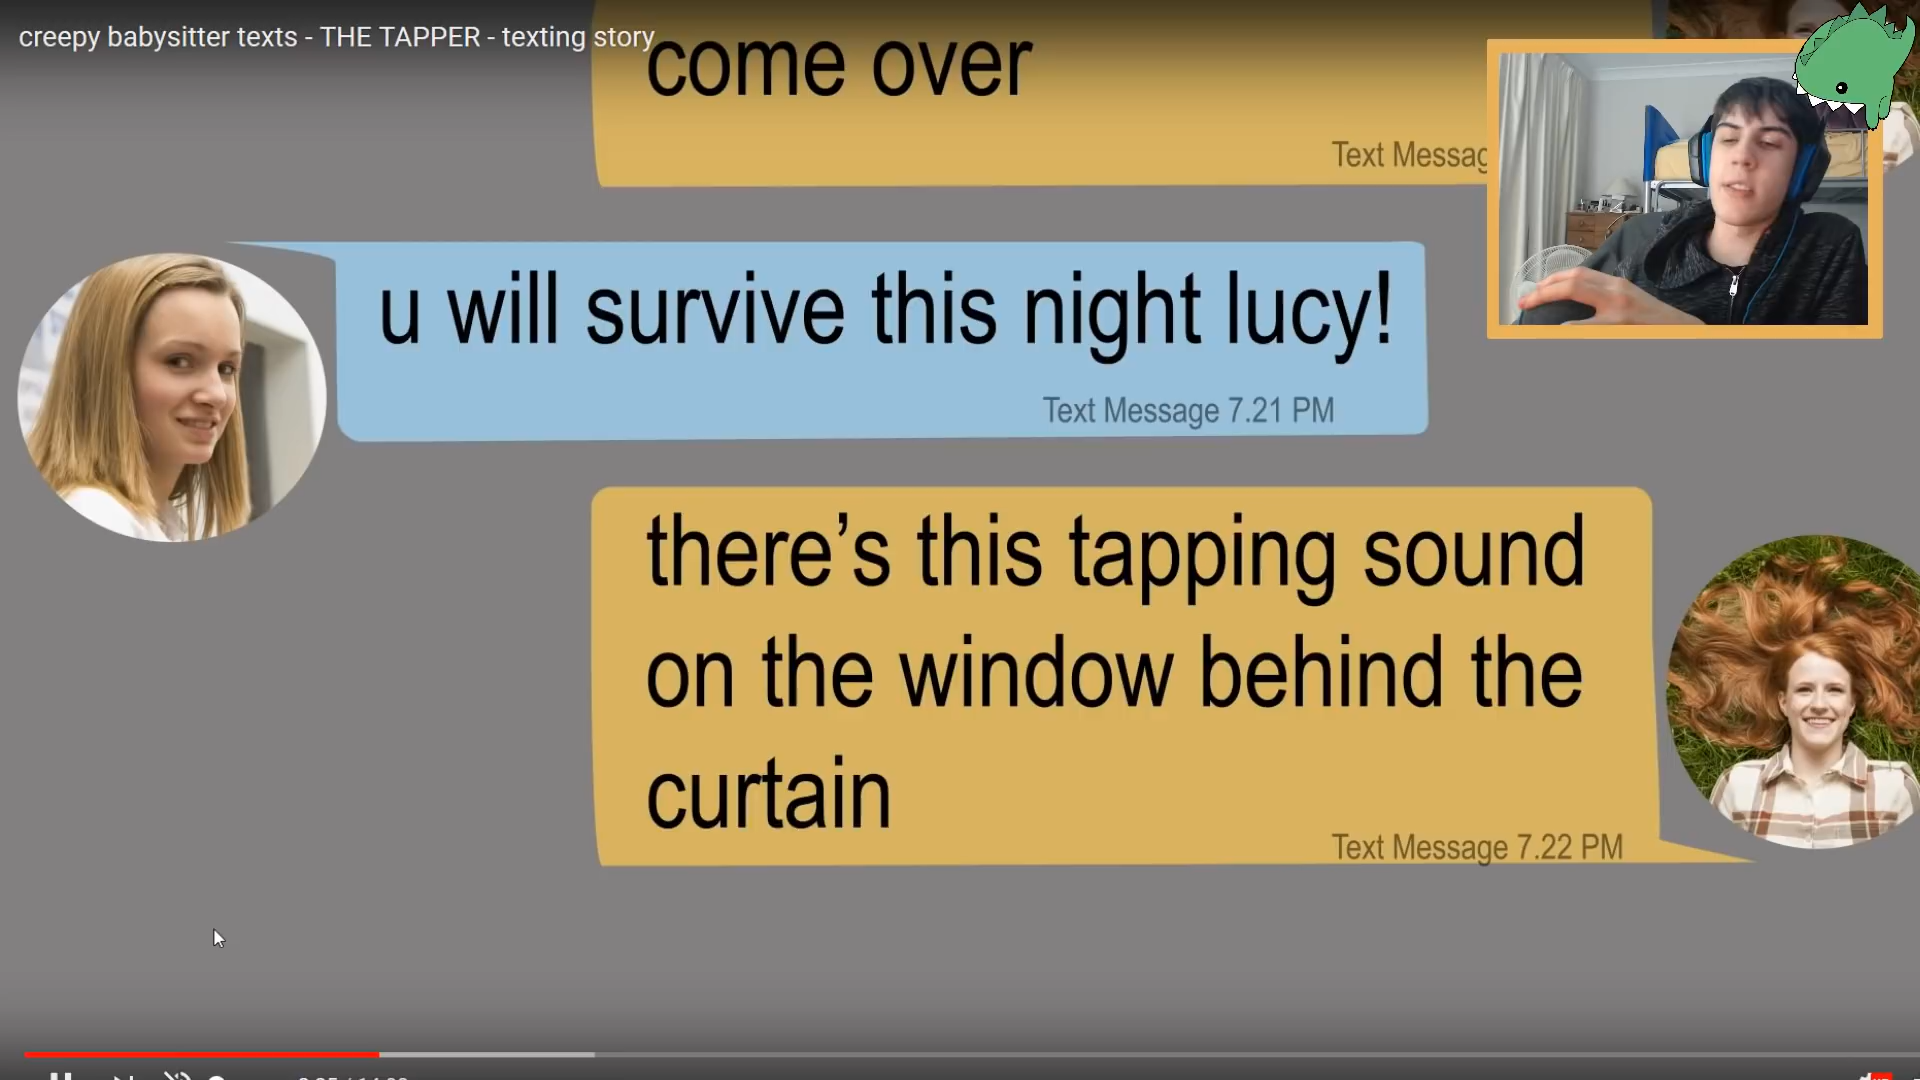 creepy babysitter texts - THE TAPPER - texting story
come over
Text
u will survive this night lucy!
Text Message 7.21 PM
there’s this tapping sound
on the window behind the
curtain
Text Message 7.22 PM